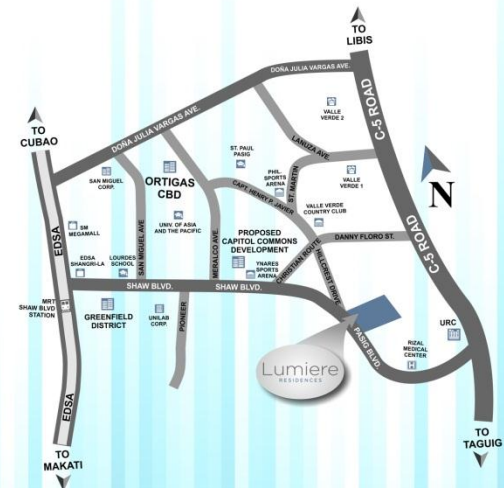 TO
LIBIS
DOÑA JULIA VARGAS AVE.
C-5 ROAD
TO
CUBAO
DOÑA JULIA VARGAS AVE.
VALLE
VERDE 2
LANUZA AVE.
ST. PAUL
PASIG
PHIL.
SPORTS
ARENA
ST. MARTIN
VALLE
VERDE 1
SAN MIGUEL
CORP.
ORTIGAS
CBD
CAPT. HENRY P. JAVIER
N
EDSA
SM
MEGAMALL
SAN MIGUEL AVE
UNIV. OF ASIA
AND THE PACIFIC
MERALCO AVE.
VALLE VERDE
COUNTRY CLUB
PROPOSED
CAPITOL COMMONS
DEVELOPMENT
DANNY FLORO ST.
C-5 ROAD
EDSA
SHANGRI-LA
LOURDES
SCHOOL
YNARES
SPORTS
ARENA
CHRISTIAN ROUTE
HILLCREST DRIVE
SHAW BLVD.
SHAW BLVD.
MRT
SHAW BLVD
STATION
GREENFIELD
DISTRICT
UNILAB
CORP.
PIONEER
PASIG BLVD.
URC
RIZAL
MEDICAL
CENTER
H
Lumiere
RESIDENCES
EDSA
TO
MAKATI
TO
TAGUIG